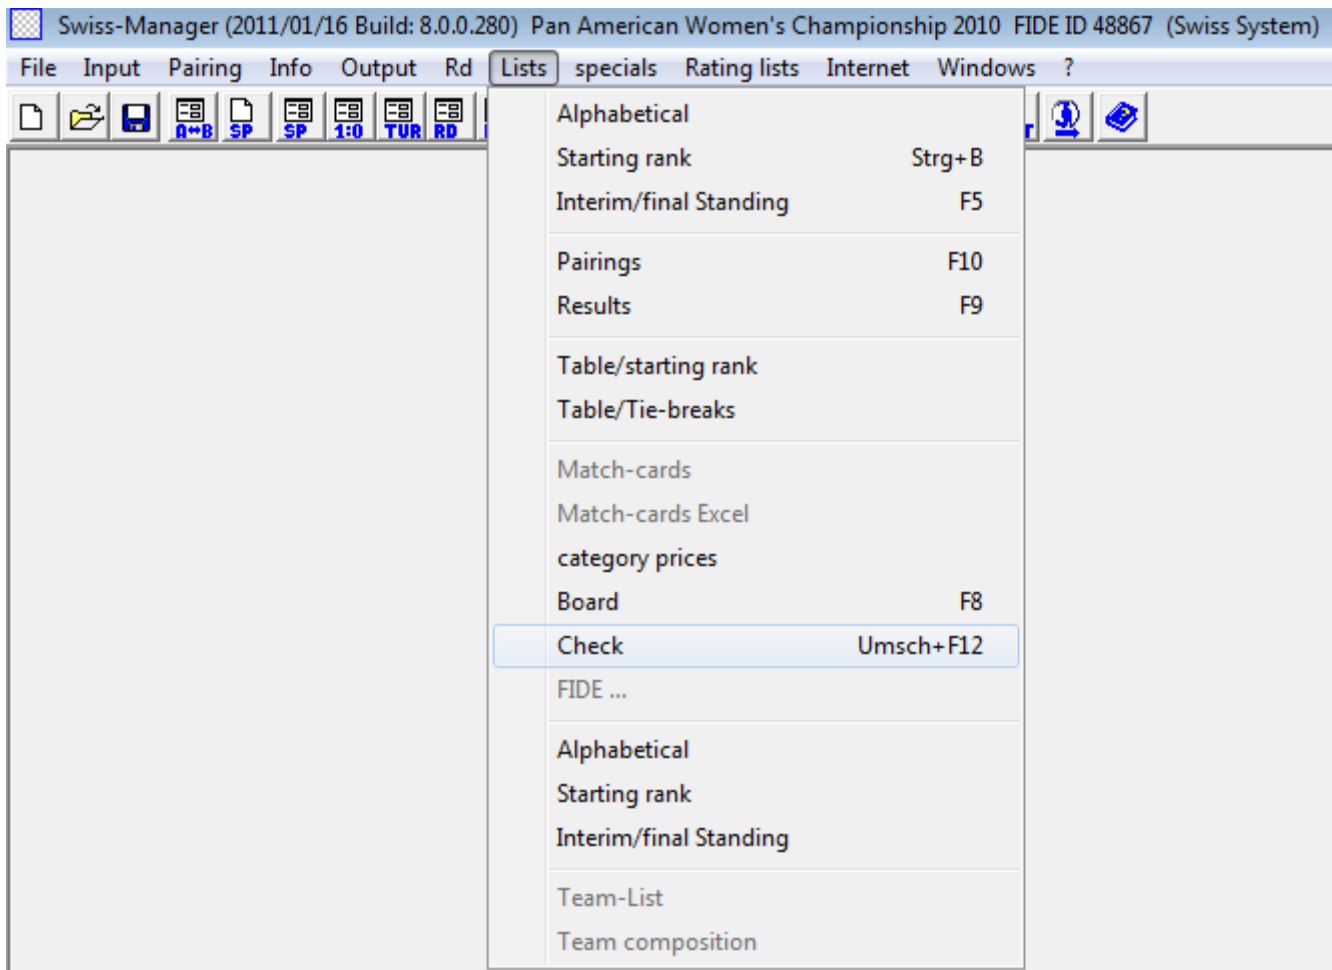 Swiss-Manager (2011/01/16 Build: 8.0.0.280) Pan American Women's Championship 2010 FIDE ID 48867 (Swiss System)
File Input Pairing Info Output Rd Lists specials Rating lists Internet Windows ?
A↔B SP SP 1:0 TUR RD
Alphabetical
Starting rank Strg+B
Interim/final Standing F5
Pairings F10
Results F9
Table/starting rank
Table/Tie-breaks
Match-cards
Match-cards Excel
category prices
Board F8
Check Umsch+F12
FIDE ...
Alphabetical
Starting rank
Interim/final Standing
Team-List
Team composition